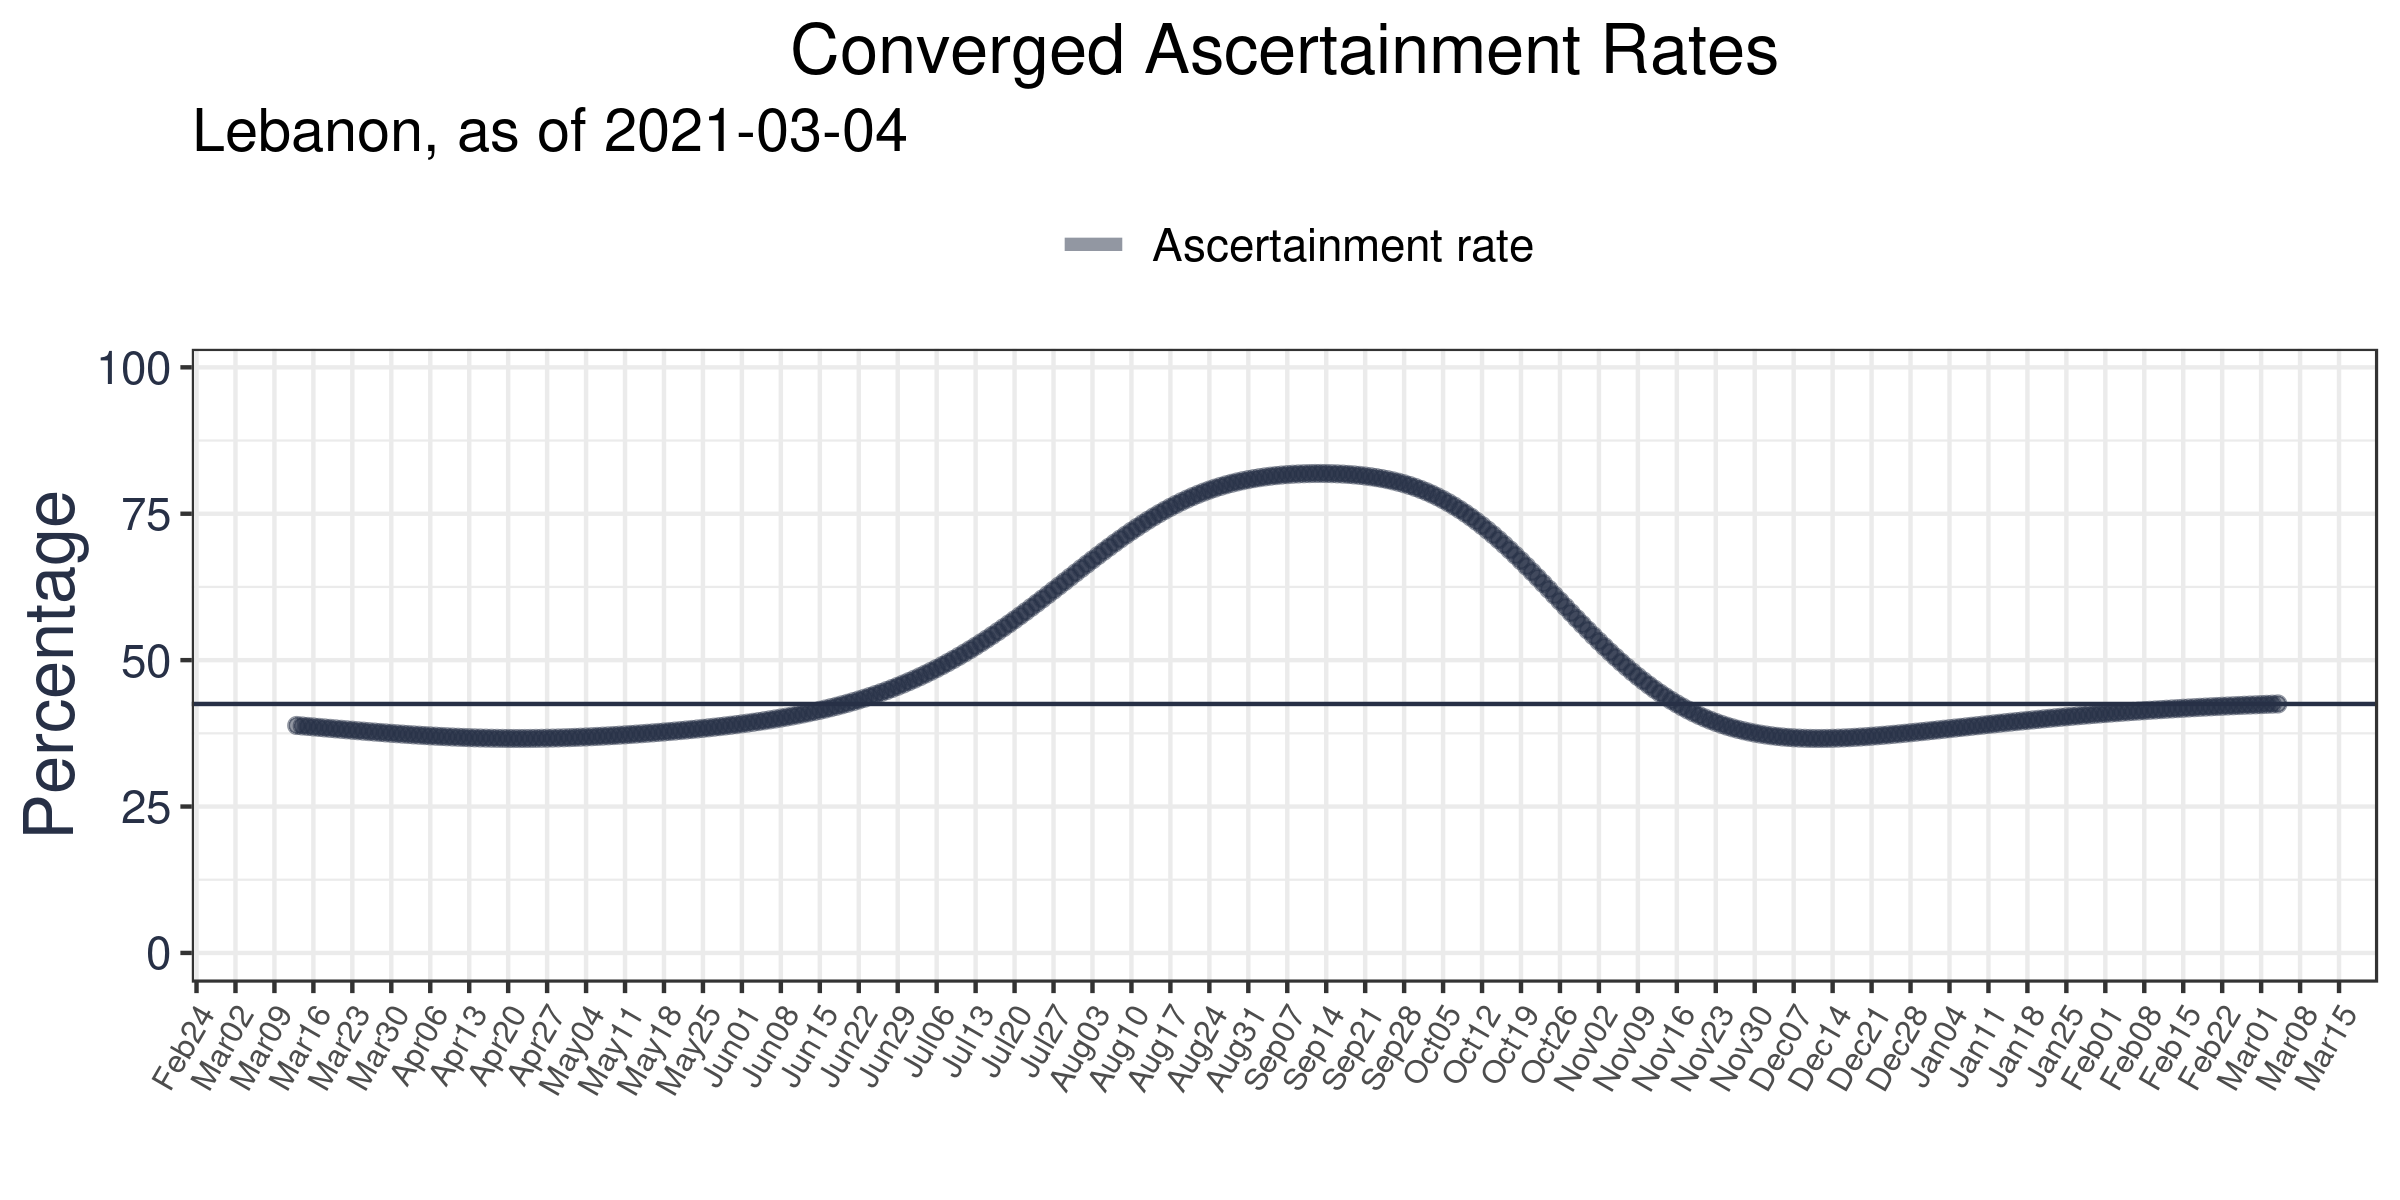 Converged Ascertainment Rates
Lebanon, as of 2021-03-04
Ascertainment rate
Percentage
100
75
50
25
0
Feb24 Mar02 Mar09 Mar16 Mar23 Mar30 Apr06 Apr13 Apr20 Apr27 May04 May11 May18 May25 Jun01 Jun08 Jun15 Jun22 Jun29 Jul06 Jul13 Jul20 Jul27 Aug03 Aug10 Aug17 Aug24 Aug31 Sep07 Sep14 Sep21 Sep28 Oct05 Oct12 Oct19 Oct26 Nov02 Nov09 Nov16 Nov23 Nov30 Dec07 Dec14 Dec21 Dec28 Jan04 Jan11 Jan18 Jan25 Feb01 Feb08 Feb15 Feb22 Mar01 Mar08 Mar15